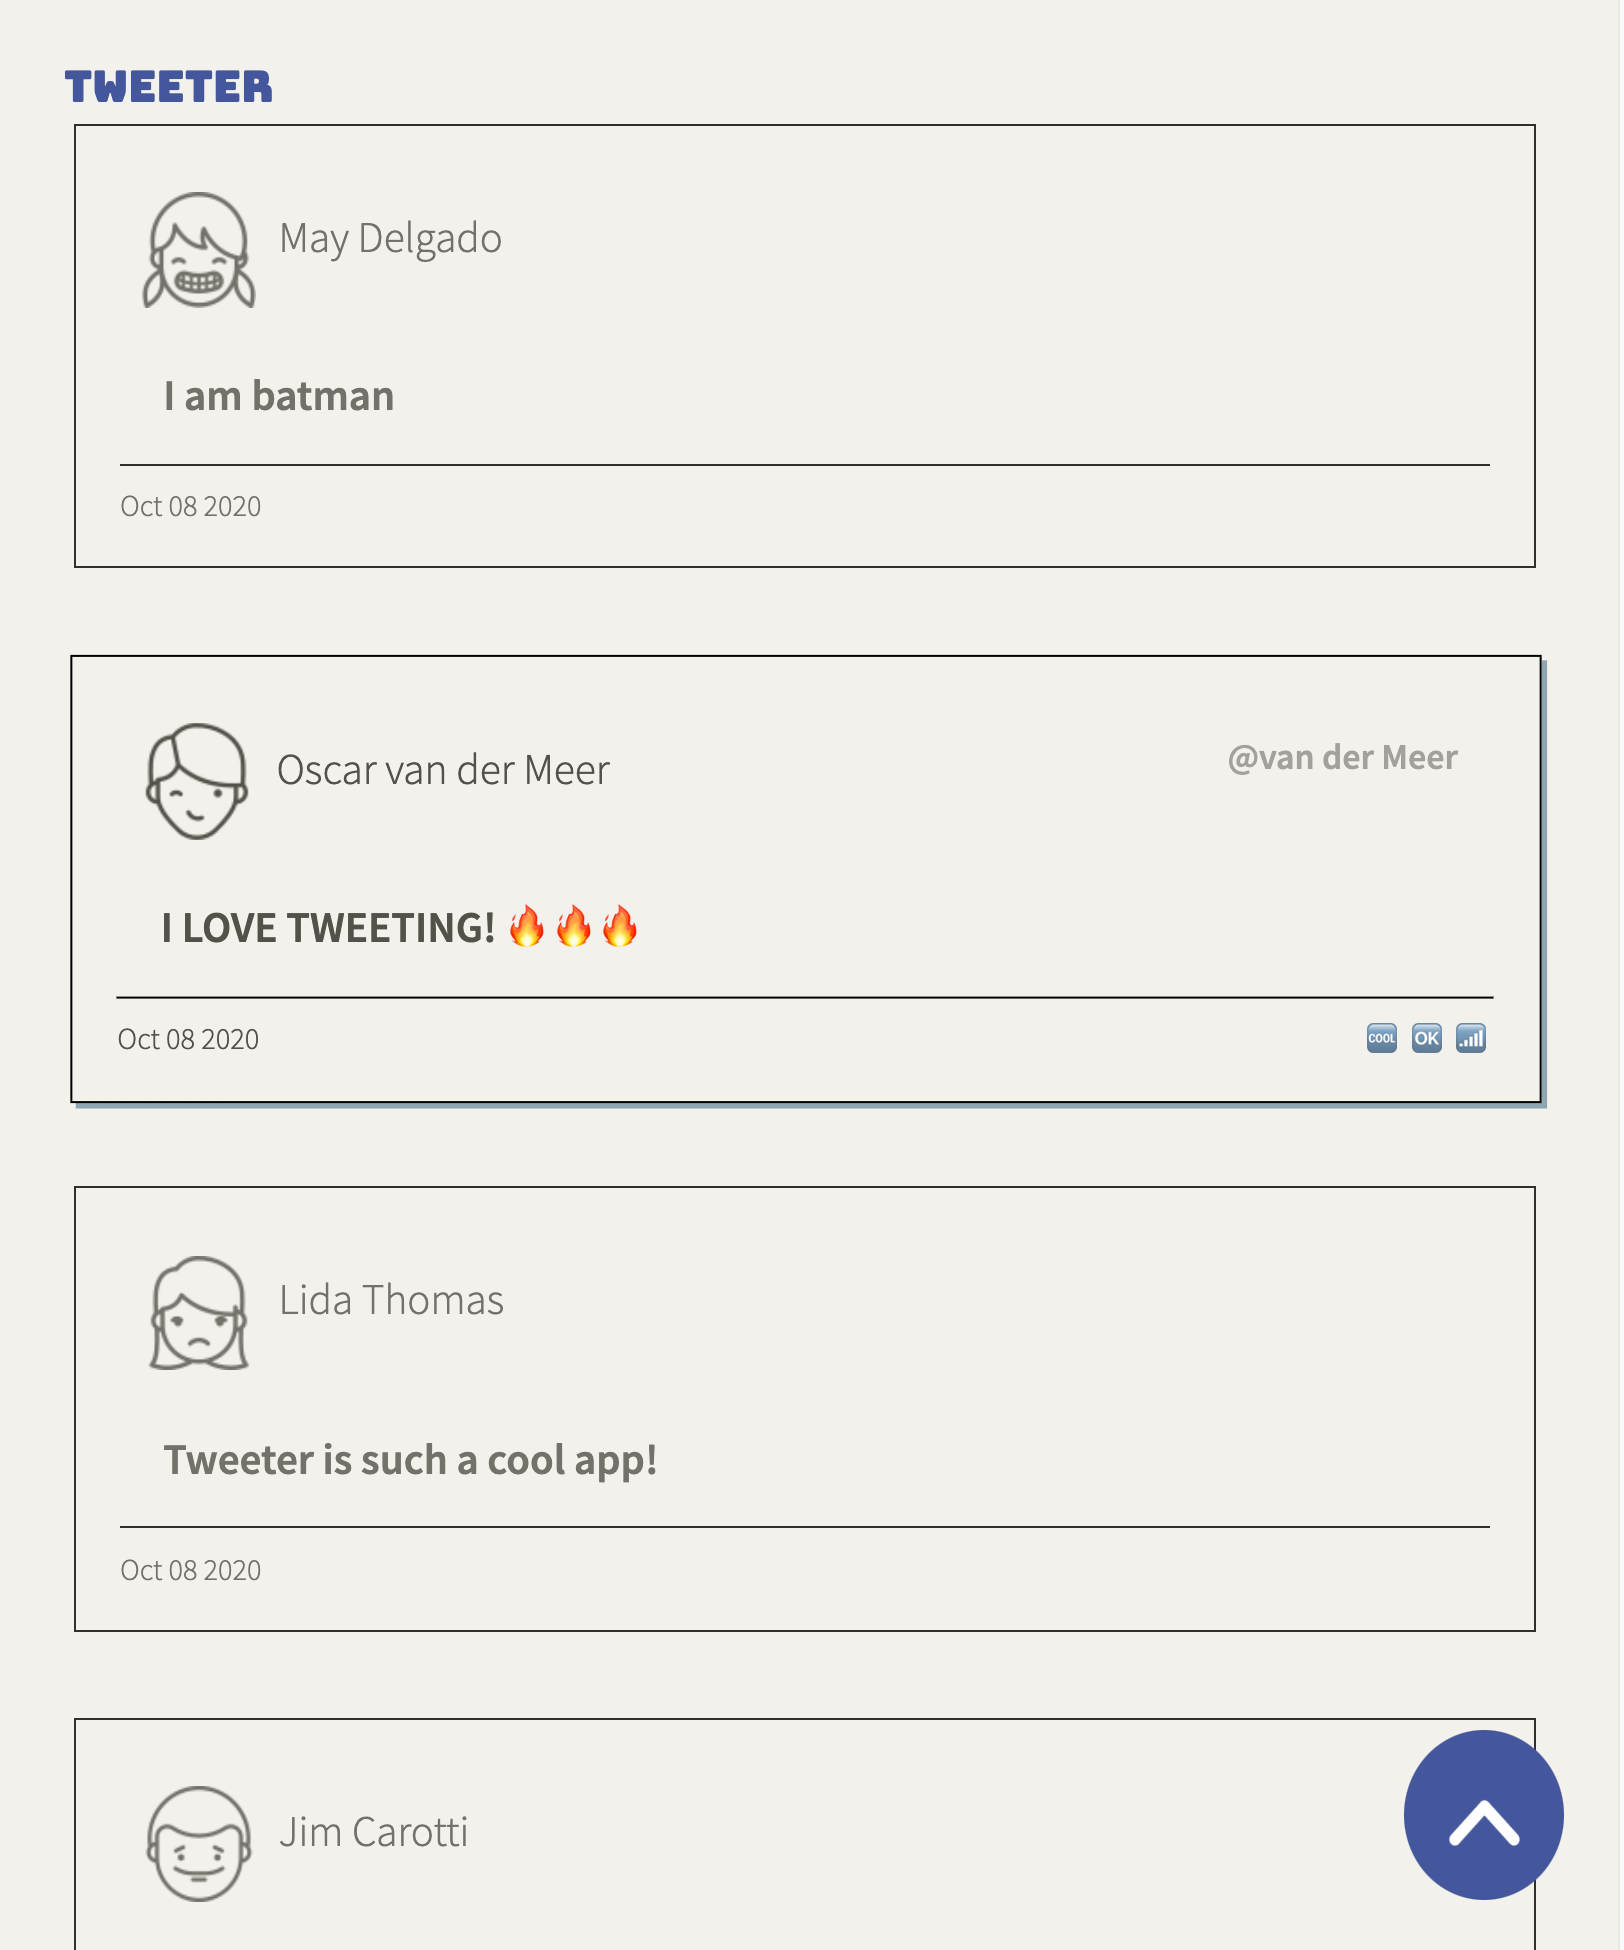 TWEETER
May Delgado
I am batman
Oct 08 2020
Oscar van der Meer
@van der Meer
I LOVE TWEETING! 🔥🔥🔥
Oct 08 2020
COOL OK
Lida Thomas
Tweeter is such a cool app!
Oct 08 2020
Jim Carotti